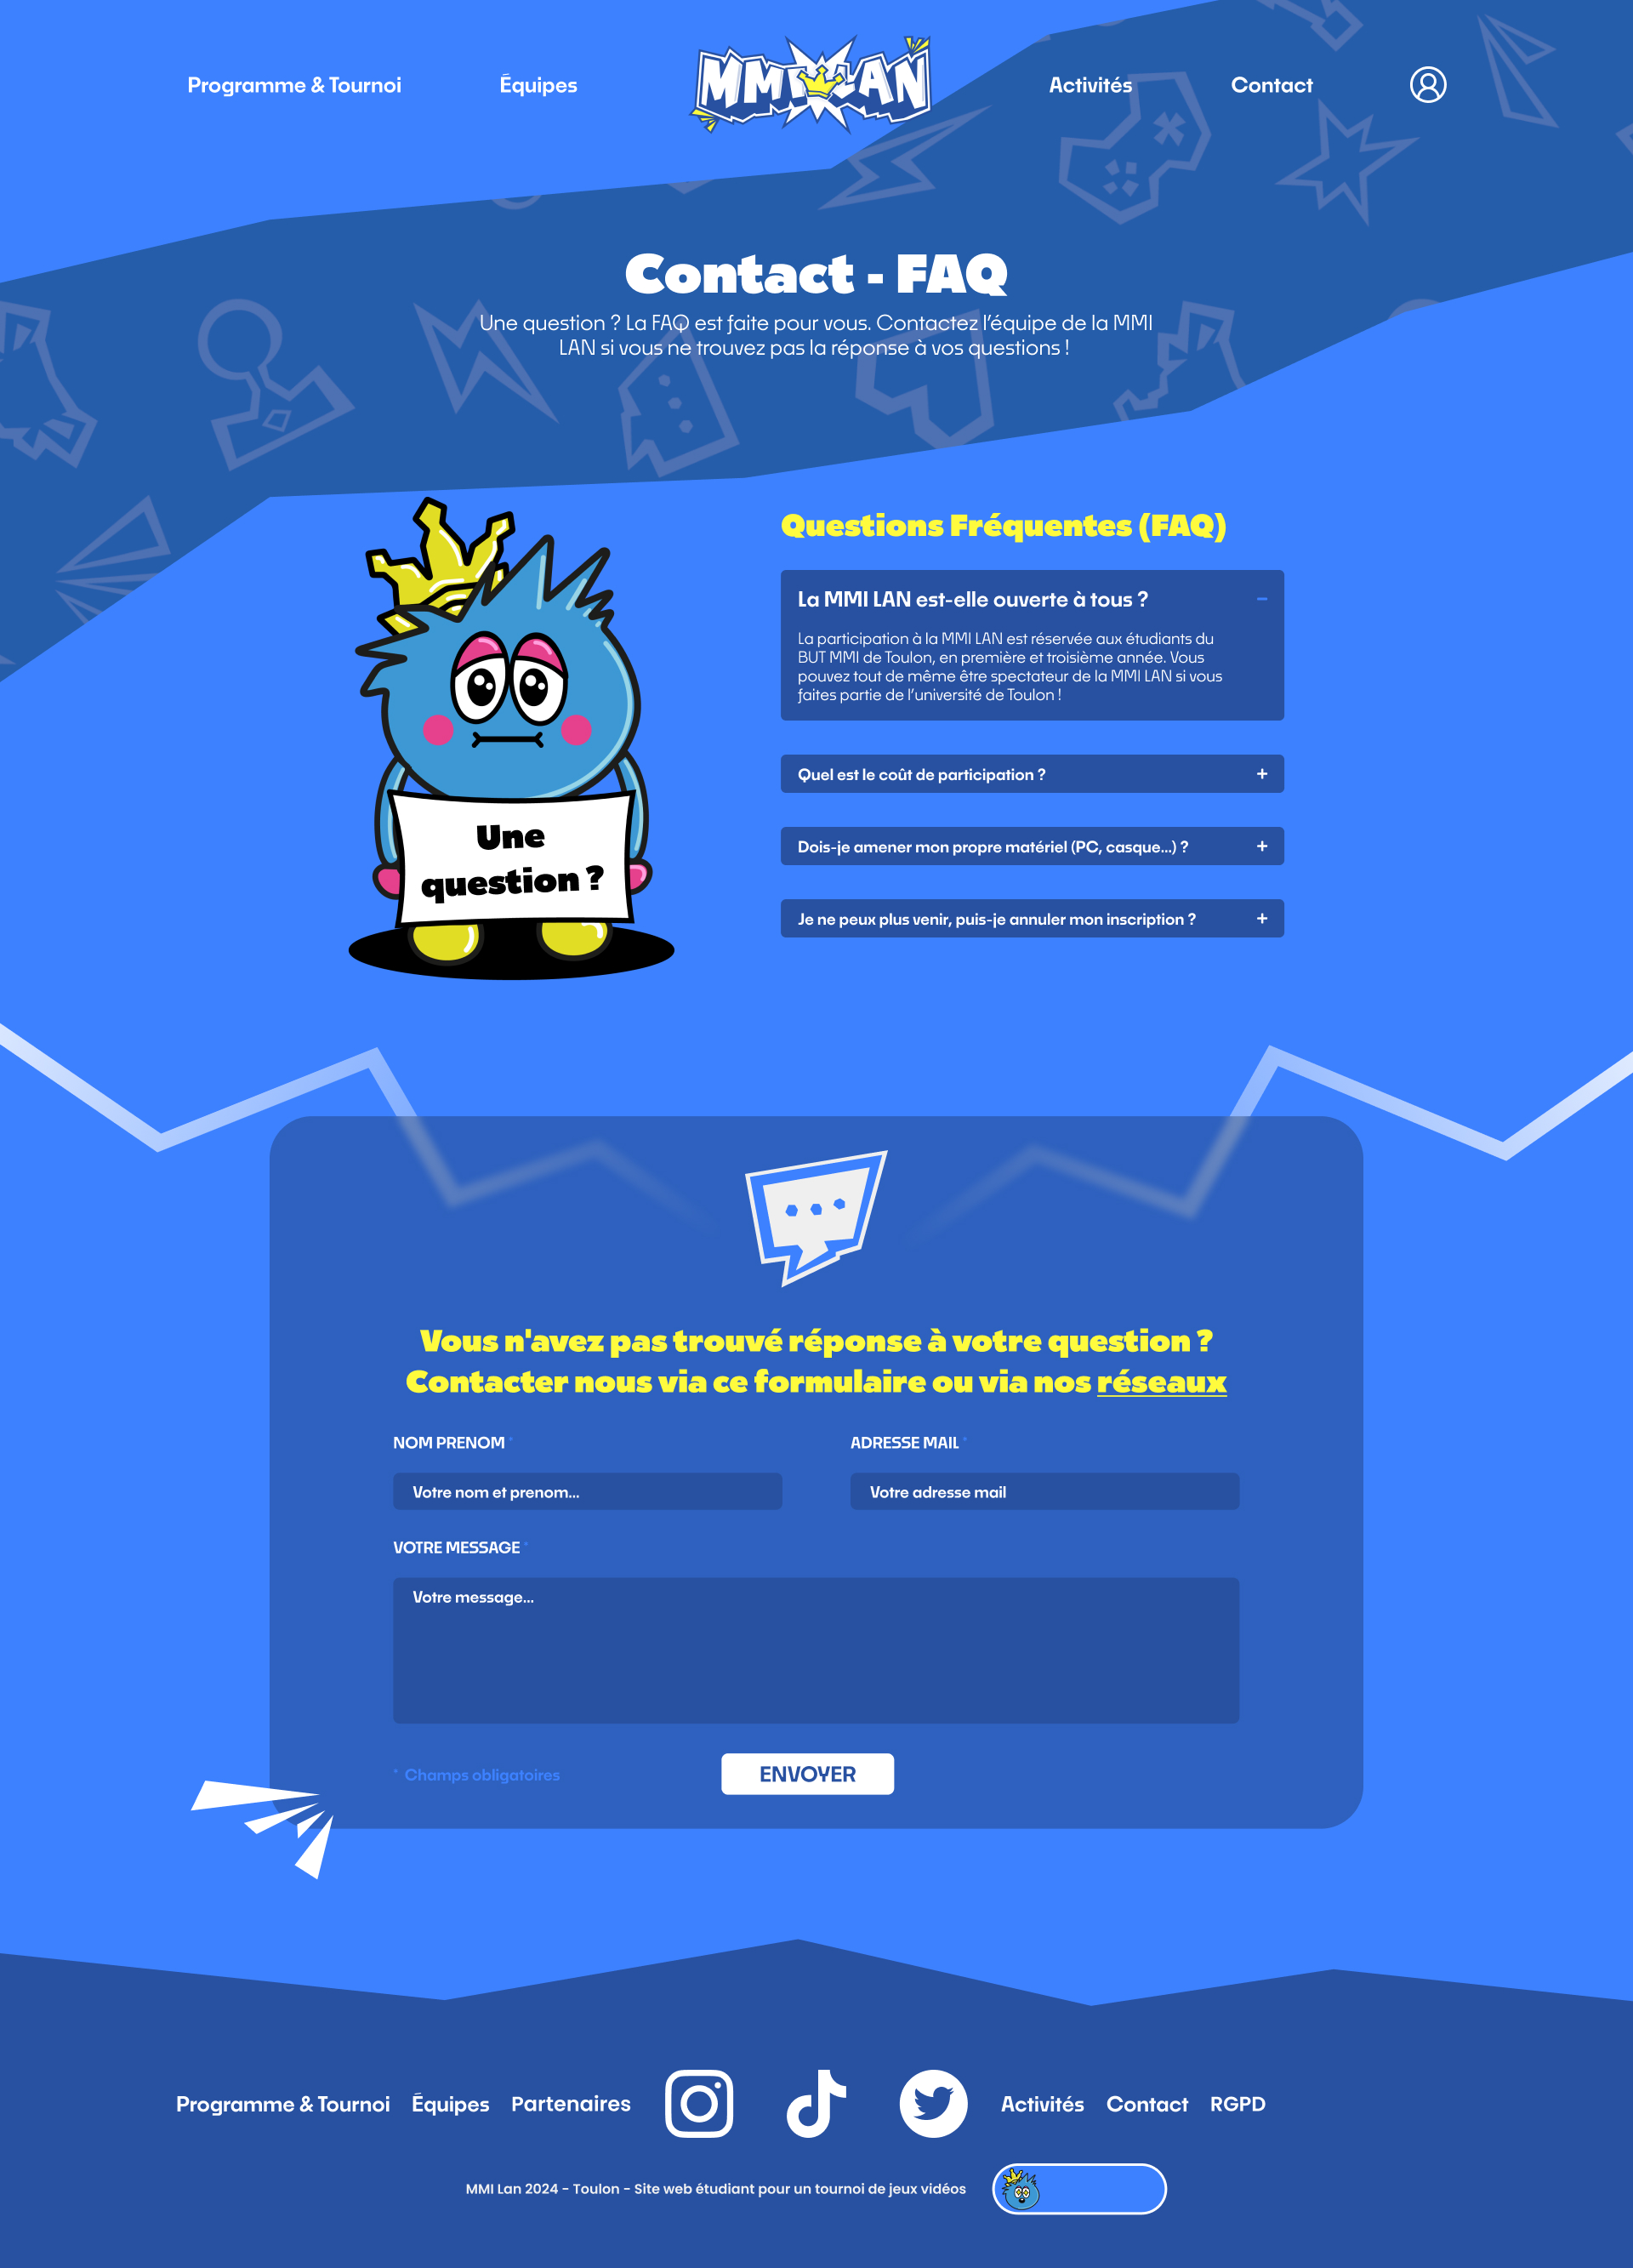 Programme & Tournoi
Équipes
MMI LAN
Activités
Contact
Contact - FAQ
Une question ? La FAQ est faite pour vous. Contactez l’équipe de la MMI
LAN si vous ne trouvez pas la réponse à vos questions !
Une
question ?
Questions Fréquentes (FAQ)
La MMI LAN est-elle ouverte à tous ? −
La participation à la MMI LAN est réservée aux étudiants du
BUT MMI de Toulon, en première et troisième année. Vous
pouvez tout de même être spectateur de la MMI LAN si vous
faites partie de l’université de Toulon !
Quel est le coût de participation ? +
Dois-je amener mon propre matériel (PC, casque...) ? +
Je ne peux plus venir, puis-je annuler mon inscription ? +
Vous n'avez pas trouvé réponse à votre question ?
Contacter nous via ce formulaire ou via nos réseaux
NOM PRENOM *
ADRESSE MAIL *
Votre nom et prenom...
Votre adresse mail
VOTRE MESSAGE *
Votre message...
* Champs obligatoires
ENVOYER
Programme & Tournoi
Équipes
Partenaires
Activités
Contact
RGPD
MMI Lan 2024 - Toulon - Site web étudiant pour un tournoi de jeux vidéos